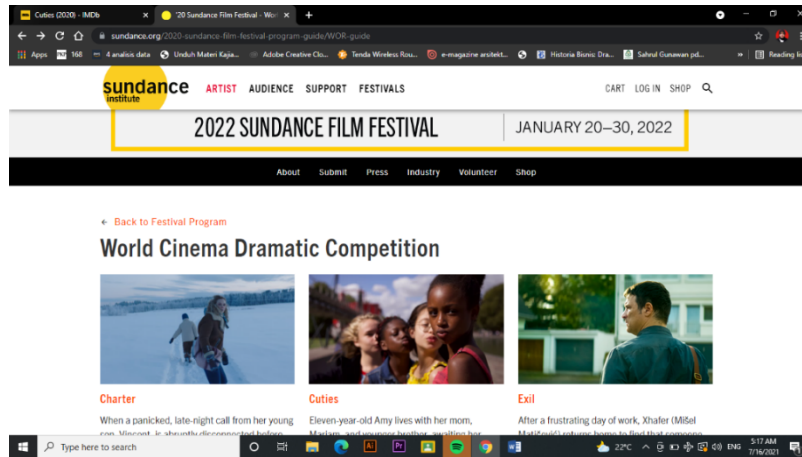 Cuties (2020) - IMDb
'20 Sundance Film Festival - Wor
sundance.org/2020-sundance-film-festival-program-guide/WOR-guide
Apps 168 4 analisis data Unduh Materi Kajia... Adobe Creative Clo... Tenda Wireless Rou... e-magazine arsitekt... Historia Bisnis: Dra... Sahrul Gunawan pd... » Reading lis
sundance
institute
ARTIST AUDIENCE SUPPORT FESTIVALS CART LOG IN SHOP
2022 SUNDANCE FILM FESTIVAL JANUARY 20–30, 2022
About Submit Press Industry Volunteer Shop
← Back to Festival Program
World Cinema Dramatic Competition
Charter
When a panicked, late-night call from her young
son, Vincent, is abruptly disconnected before
Cuties
Eleven-year-old Amy lives with her mom,
Mariam, and younger brother, awaiting her
Exil
After a frustrating day of work, Xhafer (Mišel
Matičević) returns home to find that someone
Type here to search
22°C ENG 5:17 AM
7/16/2021